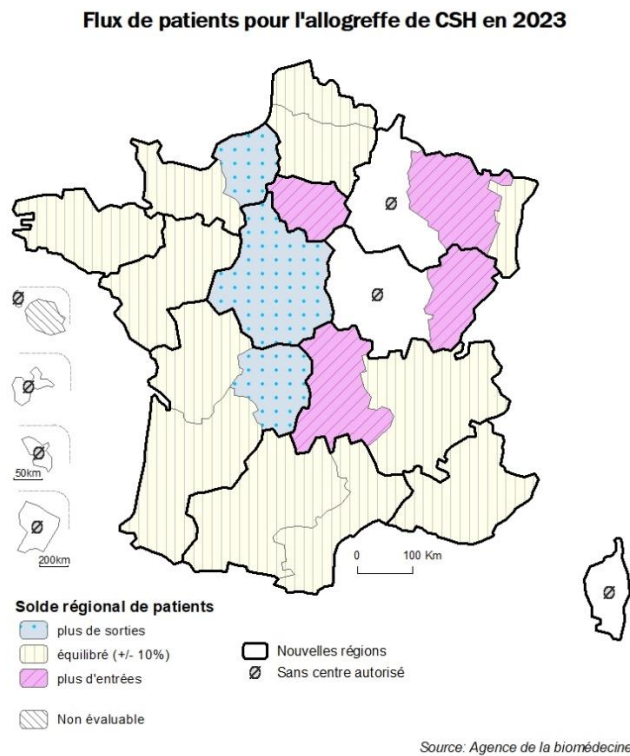 Flux de patients pour l'allogreffe de CSH en 2023
Ø
Ø
Ø
Ø
Ø
50km
Ø
200km
0 100 Km
Ø
Solde régional de patients
plus de sorties
équilibré (+/- 10%)
plus d'entrées
Non évaluable
Nouvelles régions
Ø Sans centre autorisé
Source: Agence de la biomédecine